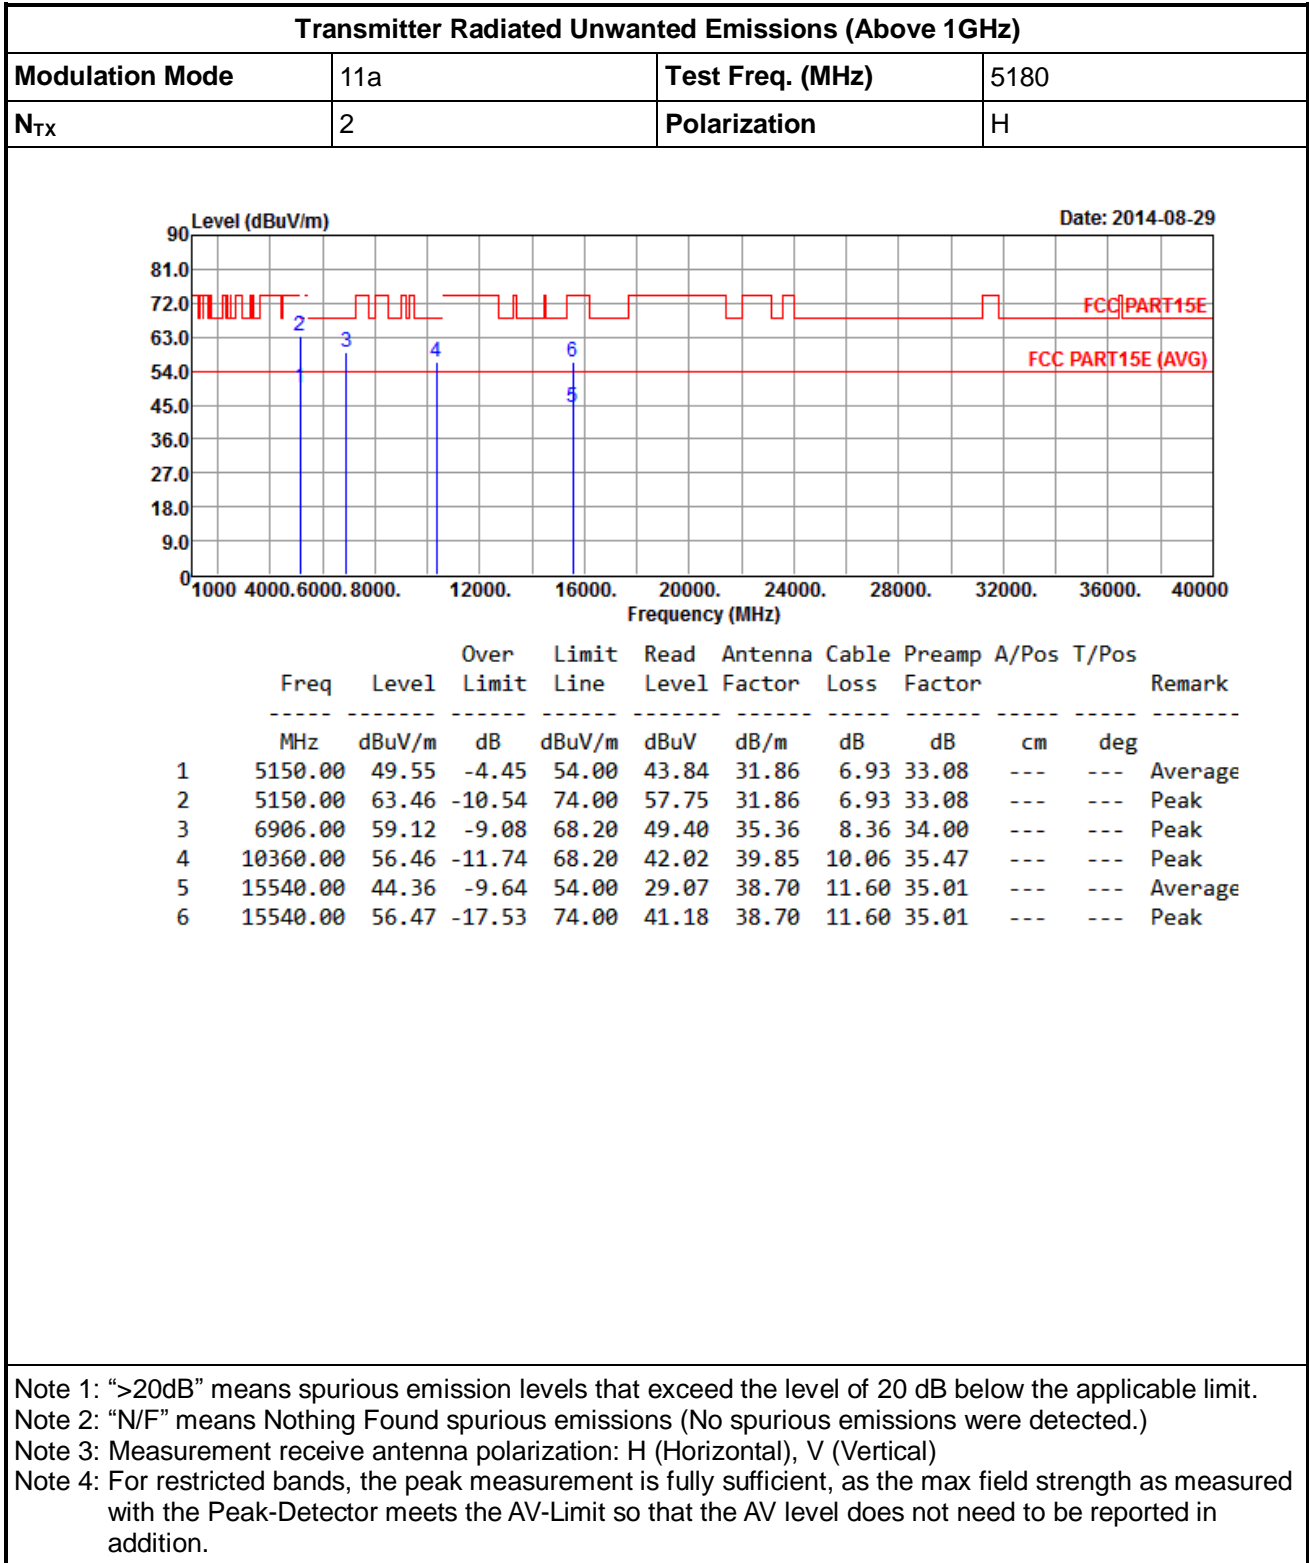 Transmitter Radiated Unwanted Emissions (Above 1GHz)
Modulation Mode 11a Test Freq. (MHz) 5180
NTX 2 Polarization H
Level (dBuV/m) Date: 2014-08-29
90
81.0
72.0
63.0
54.0
45.0
36.0
27.0
18.0
9.0
0
FCC PART15E
FCC PART15E (AVG)
2
3
4
6
1
5
1000 4000. 6000. 8000. 12000. 16000. 20000. 24000. 28000. 32000. 36000. 40000
Frequency (MHz)
Over Limit Read Antenna Cable Preamp A/Pos T/Pos
Freq Level Limit Line Level Factor Loss Factor Remark
----- ------- ------ ------ ------- ------ ----- ------ ----- ----- -------
MHz dBuV/m dB dBuV/m dBuV dB/m dB dB cm deg
1 5150.00 49.55 -4.45 54.00 43.84 31.86 6.93 33.08 --- --- Average
2 5150.00 63.46 -10.54 74.00 57.75 31.86 6.93 33.08 --- --- Peak
3 6906.00 59.12 -9.08 68.20 49.40 35.36 8.36 34.00 --- --- Peak
4 10360.00 56.46 -11.74 68.20 42.02 39.85 10.06 35.47 --- --- Peak
5 15540.00 44.36 -9.64 54.00 29.07 38.70 11.60 35.01 --- --- Average
6 15540.00 56.47 -17.53 74.00 41.18 38.70 11.60 35.01 --- --- Peak
Note 1: “>20dB” means spurious emission levels that exceed the level of 20 dB below the applicable limit.
Note 2: “N/F” means Nothing Found spurious emissions (No spurious emissions were detected.)
Note 3: Measurement receive antenna polarization: H (Horizontal), V (Vertical)
Note 4: For restricted bands, the peak measurement is fully sufficient, as the max field strength as measured
with the Peak-Detector meets the AV-Limit so that the AV level does not need to be reported in
addition.